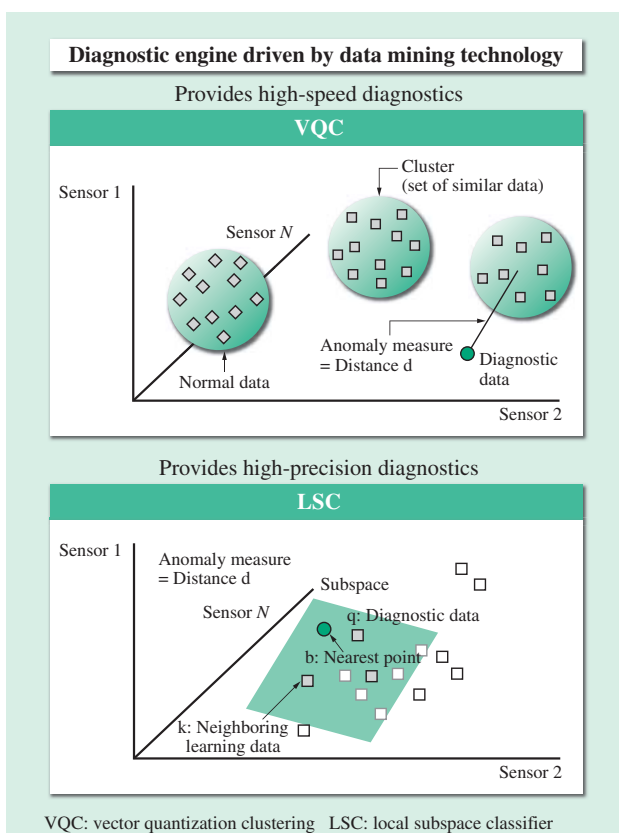 Diagnostic engine driven by data mining technology
Provides high-speed diagnostics
VQC
Sensor 1
Cluster
(set of similar data)
Sensor N
Anomaly measure
= Distance d
Diagnostic
data
Normal data
Sensor 2
Provides high-precision diagnostics
LSC
Sensor 1
Anomaly measure
= Distance d
Subspace
Sensor N
q: Diagnostic data
b: Nearest point
k: Neighboring
learning data
Sensor 2
VQC: vector quantization clustering LSC: local subspace classifier